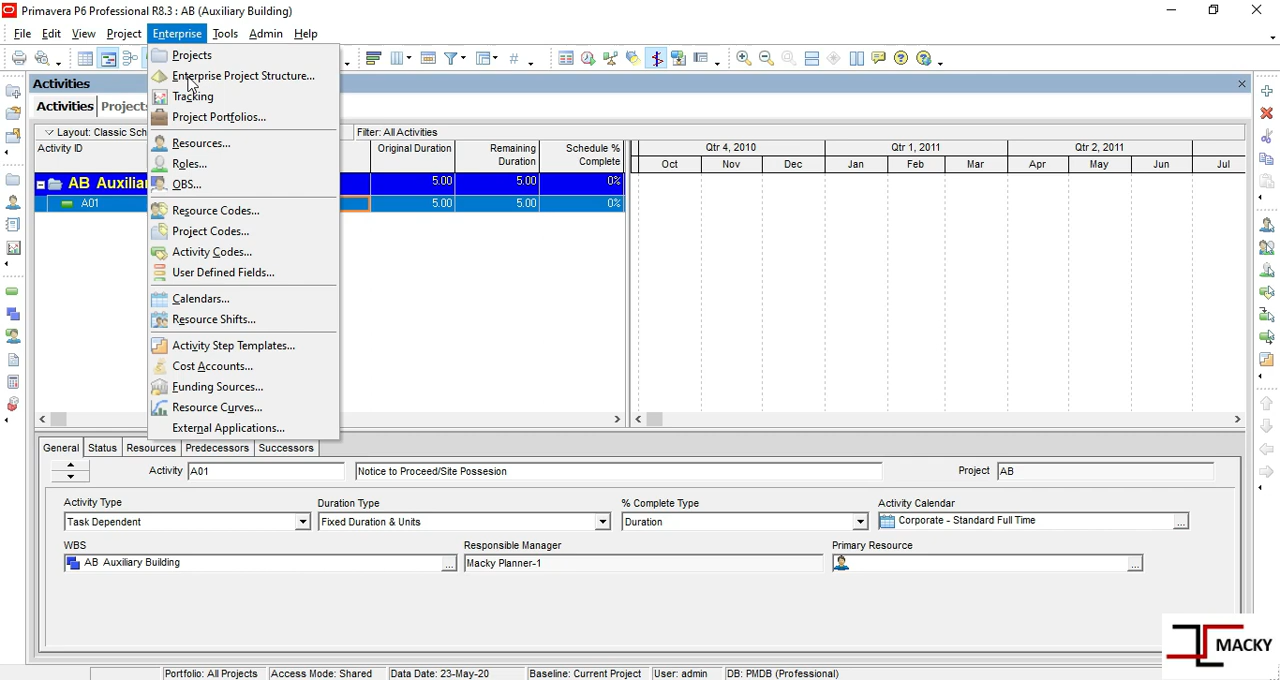 Primavera P6 Professional R8.3 : AB (Auxiliary Building)
File Edit View Project Enterprise Tools Admin Help
Projects
Enterprise Project Structure...
Tracking
Project Portfolios...
Resources...
Roles...
OBS...
Resource Codes...
Project Codes...
Activity Codes...
User Defined Fields...
Calendars...
Resource Shifts...
Activity Step Templates...
Cost Accounts...
Funding Sources...
Resource Curves...
External Applications...
Activities
Activities Projects
Layout: Classic Sch
Filter: All Activities
Activity ID
Original Duration
Remaining Duration
Schedule % Complete
Qtr 4, 2010 Qtr 1, 2011 Qtr 2, 2011
Oct Nov Dec Jan Feb Mar Apr May Jun Jul
AB Auxilia 5.00 5.00 0%
A01 5.00 5.00 0%
General Status Resources Predecessors Successors
Activity A01 Notice to Proceed/Site Possesion Project AB
Activity Type Duration Type % Complete Type Activity Calendar
Task Dependent Fixed Duration & Units Duration Corporate - Standard Full Time
WBS Responsible Manager Primary Resource
AB Auxiliary Building Macky Planner-1
MACKY
Portfolio: All Projects Access Mode: Shared Data Date: 23-May-20 Baseline: Current Project User: admin DB: PMDB (Professional)